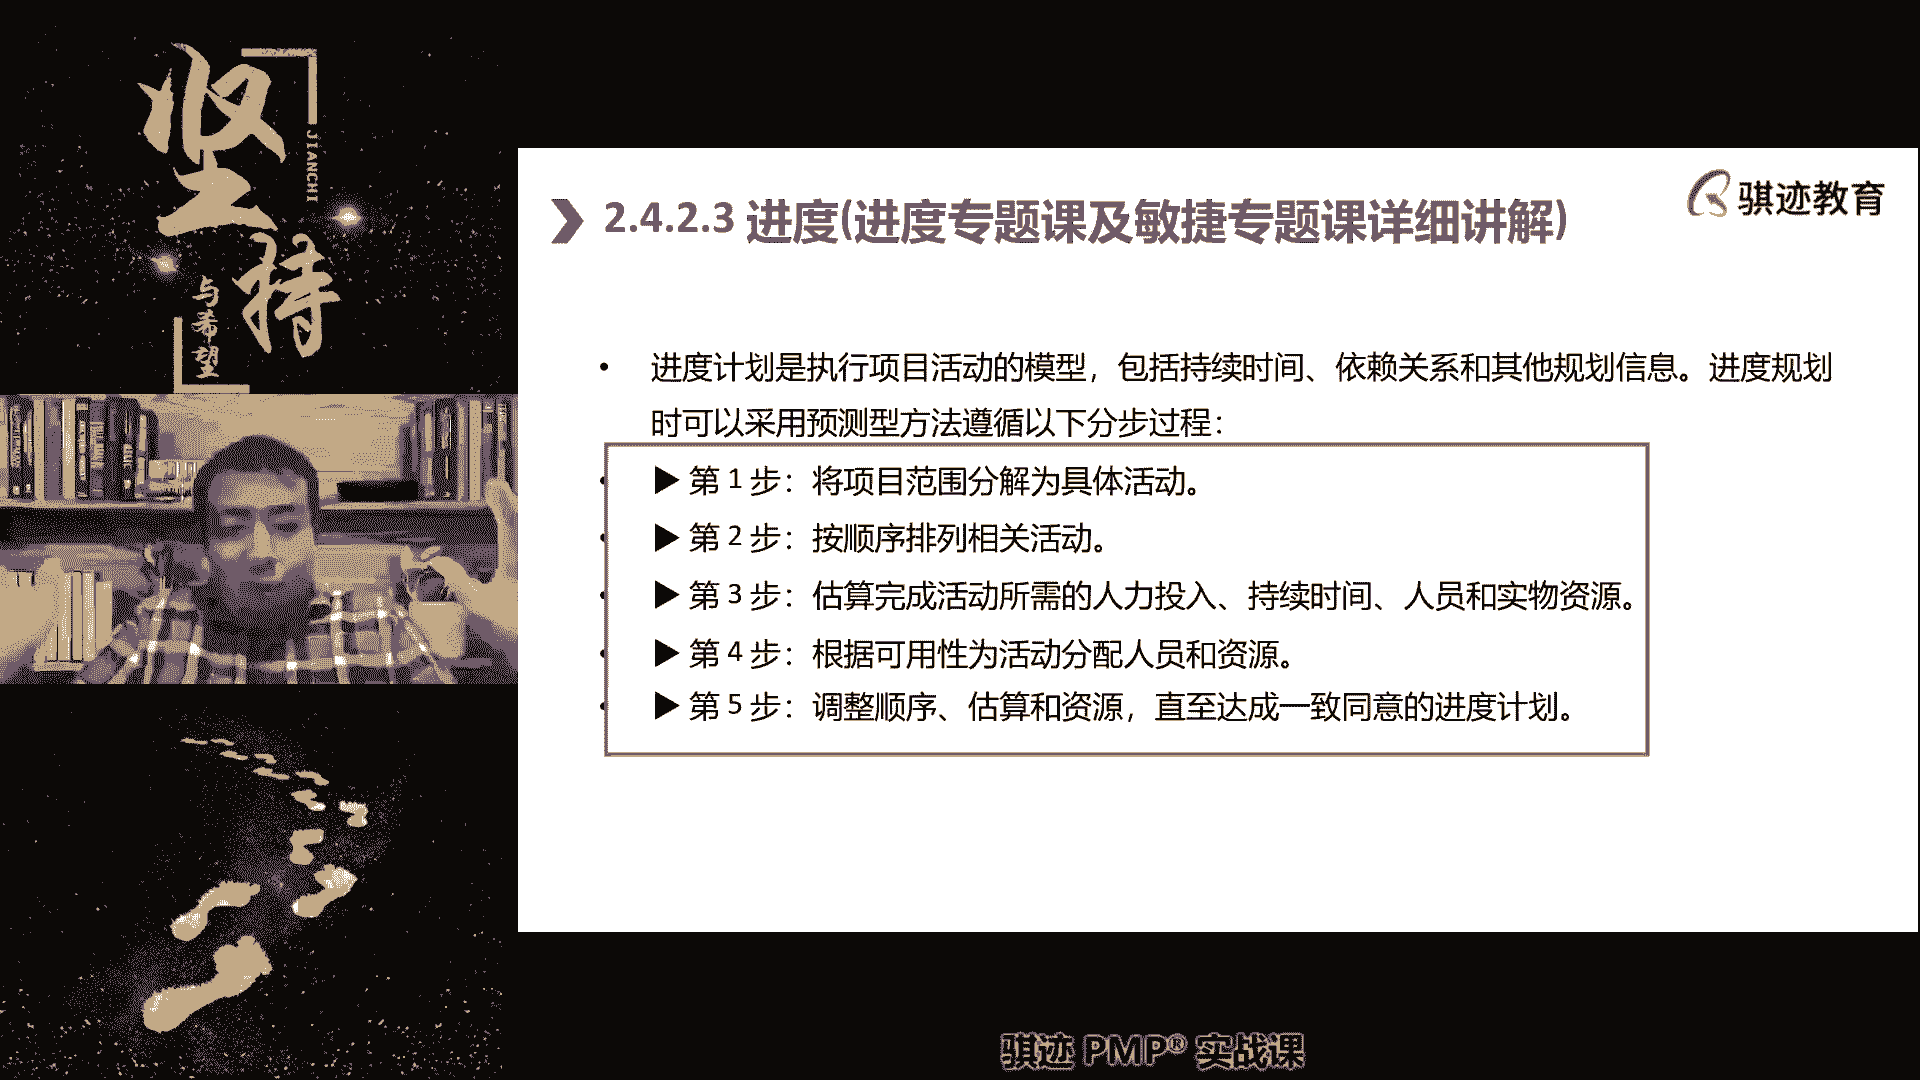 坚持
JIANCHI
与希望
2.4.2.3 进度(进度专题课及敏捷专题课详细讲解)
骐迹教育
• 进度计划是执行项目活动的模型，包括持续时间、依赖关系和其他规划信息。进度规划
时可以采用预测型方法遵循以下分步过程：
• ▶ 第 1 步：将项目范围分解为具体活动。
• ▶ 第 2 步：按顺序排列相关活动。
• ▶ 第 3 步：估算完成活动所需的人力投入、持续时间、人员和实物资源。
• ▶ 第 4 步：根据可用性为活动分配人员和资源。
• ▶ 第 5 步：调整顺序、估算和资源，直至达成一致同意的进度计划。
骐迹 PMP® 实战课